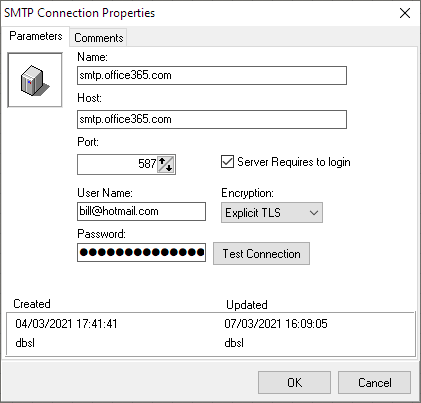 SMTP Connection Properties
Parameters
Comments
Name:
smtp.office365.com
Host:
smtp.office365.com
Port:
587
Server Requires to login
User Name:
Encryption:
bill@hotmail.com
Explicit TLS
Password:
●●●●●●●●●●●●●●
Test Connection
Created
Updated
04/03/2021 17:41:41
07/03/2021 16:09:05
dbsl
dbsl
OK
Cancel